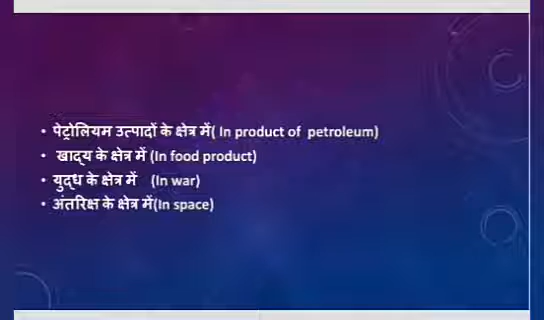 • पेट्रोलियम उत्पादों के क्षेत्र में( In product of petroleum)
• खाद्य के क्षेत्र में (In food product)
• युद्ध के क्षेत्र में (In war)
• अंतरिक्ष के क्षेत्र में(In space)